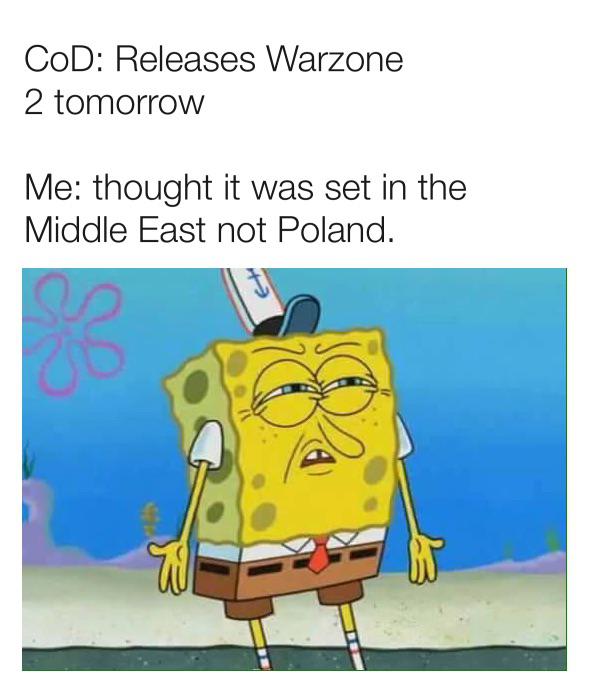 CoD: Releases Warzone
2 tomorrow
Me: thought it was set in the
Middle East not Poland.